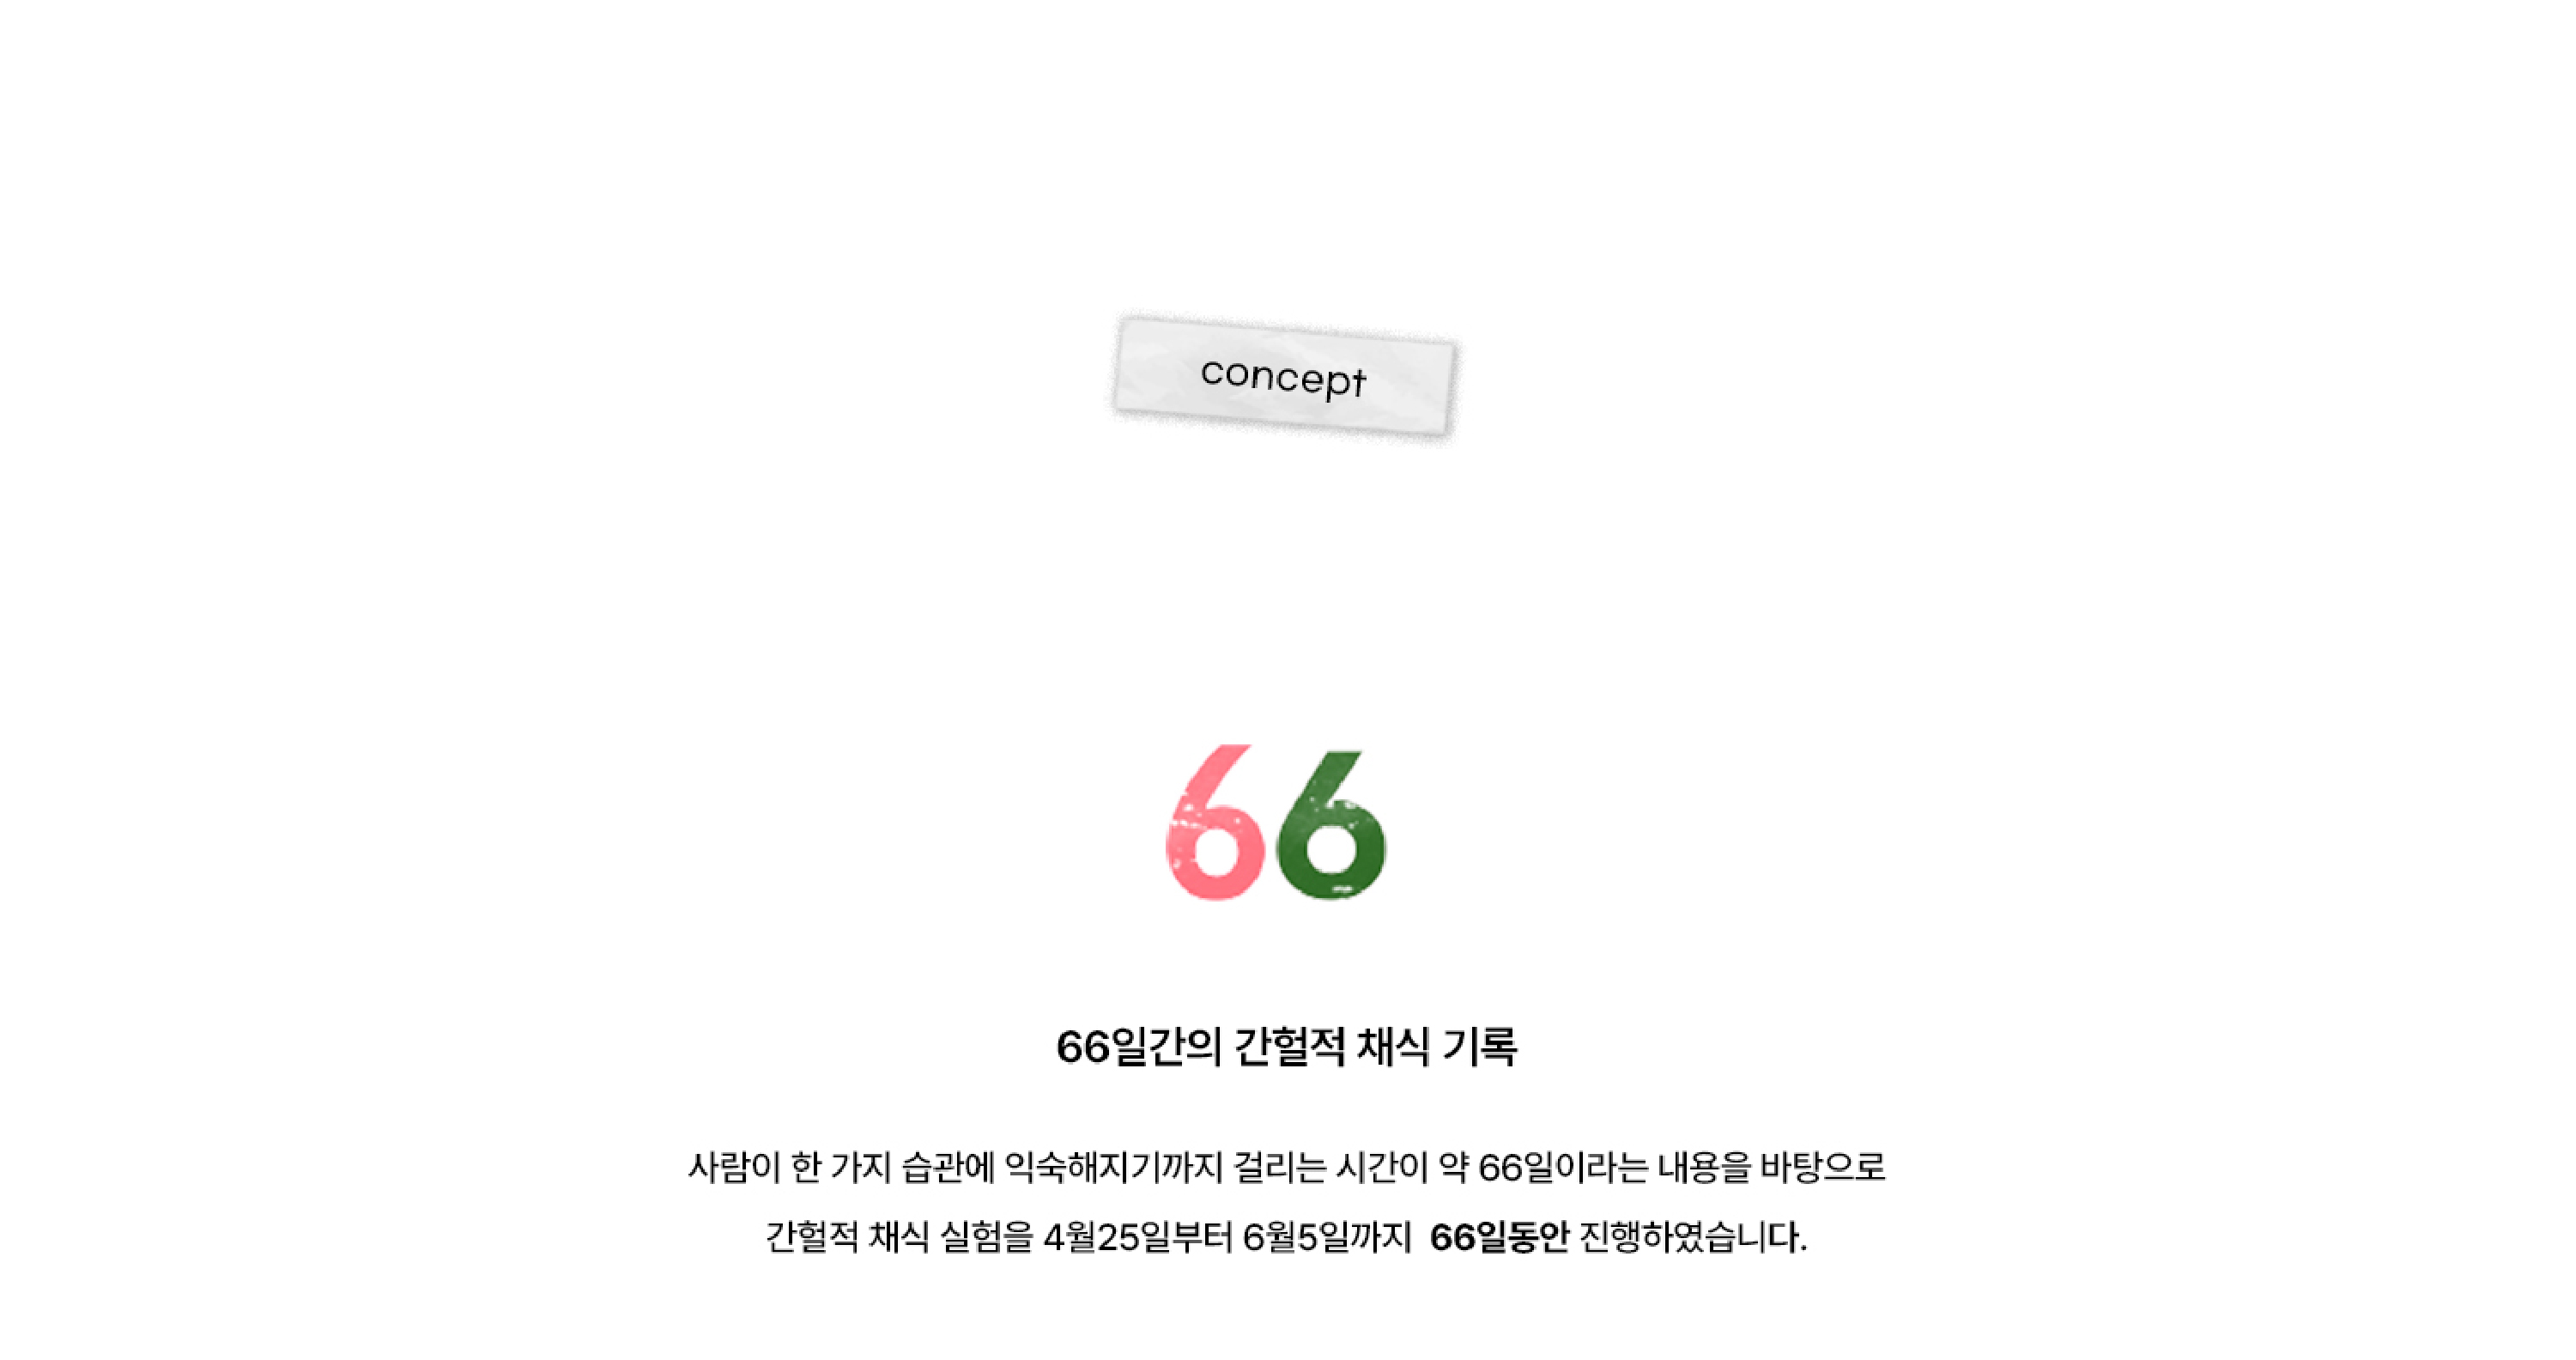 concept
66
66일간의 간헐적 채식 기록
사람이 한 가지 습관에 익숙해지기까지 걸리는 시간이 약 66일이라는 내용을 바탕으로
간헐적 채식 실험을 4월25일부터 6월5일까지 66일동안 진행하였습니다.